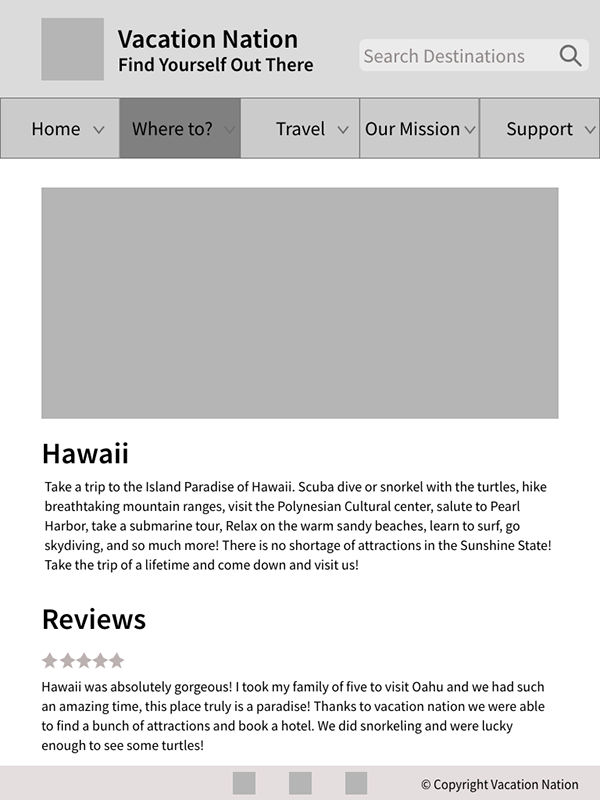 Vacation Nation
Find Yourself Out There
Search Destinations
Home
Where to?
Travel
Our Mission
Support
Hawaii
Take a trip to the Island Paradise of Hawaii. Scuba dive or snorkel with the turtles, hike
breathtaking mountain ranges, visit the Polynesian Cultural center, salute to Pearl
Harbor, take a submarine tour, Relax on the warm sandy beaches, learn to surf, go
skydiving, and so much more! There is no shortage of attractions in the Sunshine State!
Take the trip of a lifetime and come down and visit us!
Reviews
Hawaii was absolutely gorgeous! I took my family of five to visit Oahu and we had such
an amazing time, this place truly is a paradise! Thanks to vacation nation we were able
to find a bunch of attractions and book a hotel. We did snorkeling and were lucky
enough to see some turtles!
© Copyright Vacation Nation